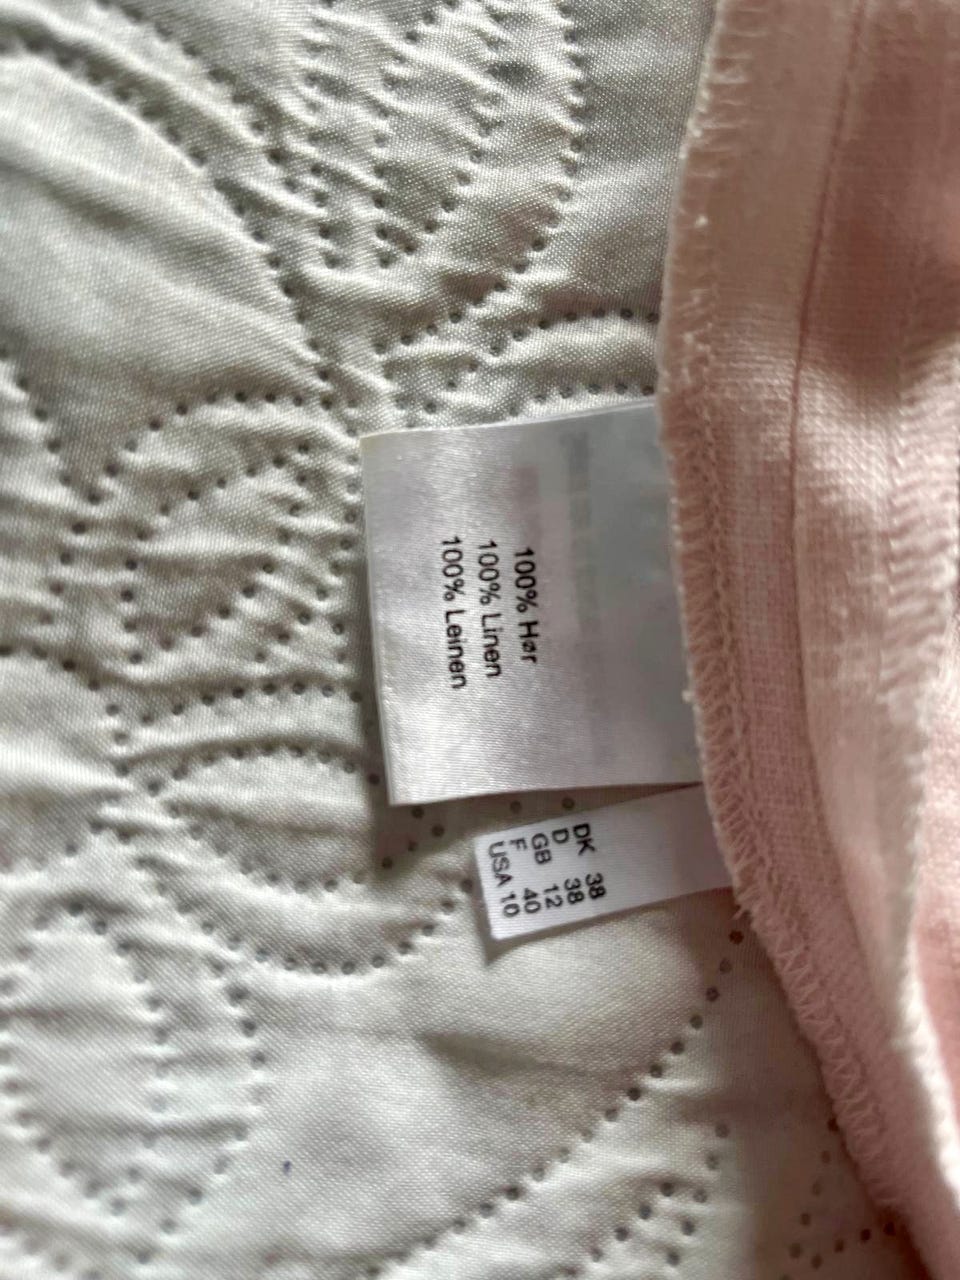 100% Hør
100% Linen
100% Leinen
DK 38
D 38
GB 12
F 40
USA 10